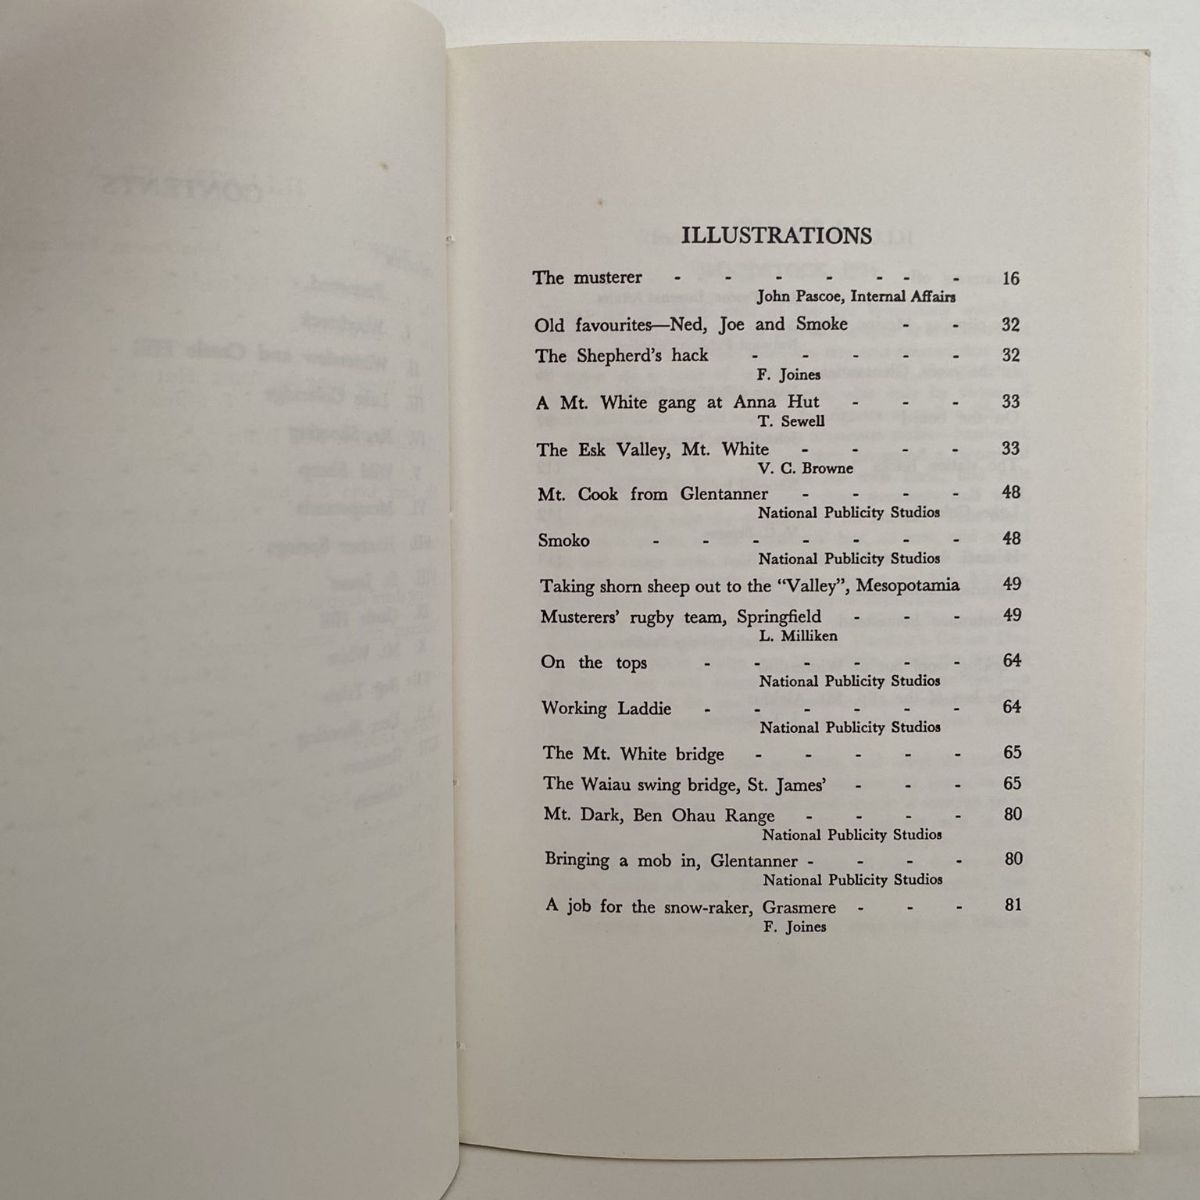 CONTENTS
ILLUSTRATIONS
The musterer - - - - - - - 16
John Pascoe, Internal Affairs
Old favourites—Ned, Joe and Smoke - - 32
The Shepherd's hack - - - - - 32
F. Joines
A Mt. White gang at Anna Hut - - - 33
T. Sewell
The Esk Valley, Mt. White - - - - 33
V. C. Browne
Mt. Cook from Glentanner - - - - 48
National Publicity Studios
Smoko - - - - - - - 48
National Publicity Studios
Taking shorn sheep out to the "Valley", Mesopotamia 49
Musterers' rugby team, Springfield - - - 49
L. Milliken
On the tops - - - - - - 64
National Publicity Studios
Working Laddie - - - - - - 64
National Publicity Studios
The Mt. White bridge - - - - - 65
The Waiau swing bridge, St. James' - - - 65
Mt. Dark, Ben Ohau Range - - - - 80
National Publicity Studios
Bringing a mob in, Glentanner - - - - 80
National Publicity Studios
A job for the snow-raker, Grasmere - - - 81
F. Joines